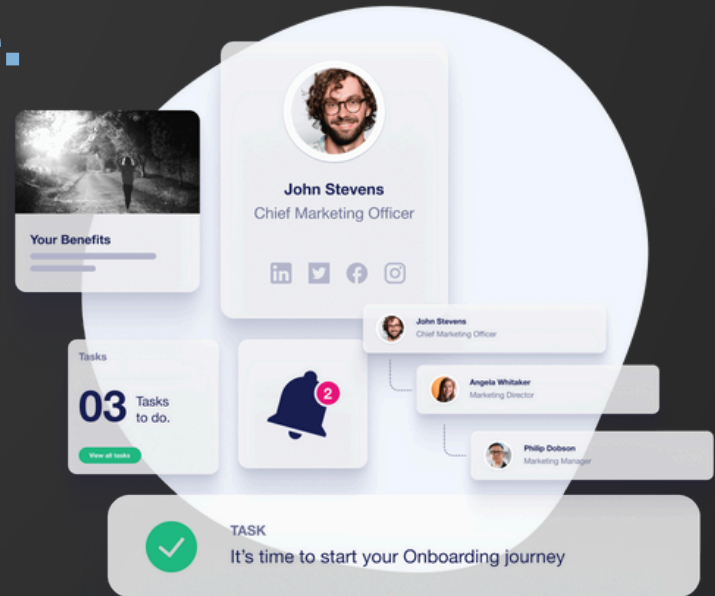 John Stevens
Chief Marketing Officer
Your Benefits
John Stevens
Chief Marketing Officer
Angela Whitaker
Marketing Director
Philip Dobson
Marketing Manager
Tasks
03 Tasks
to do.
View all tasks
2
TASK
It's time to start your Onboarding journey